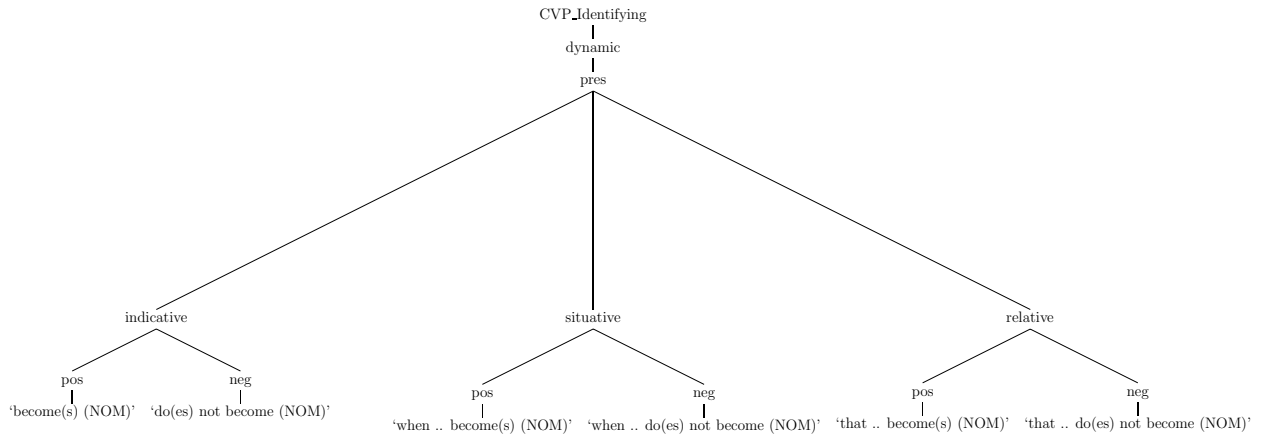 CVP_Identifying
dynamic
pres
indicative situative relative
pos neg pos neg pos neg
‘become(s) (NOM)’ ‘do(es) not become (NOM)’ ‘when .. become(s) (NOM)’ ‘when .. do(es) not become (NOM)’ ‘that .. become(s) (NOM)’ ‘that .. do(es) not become (NOM)’